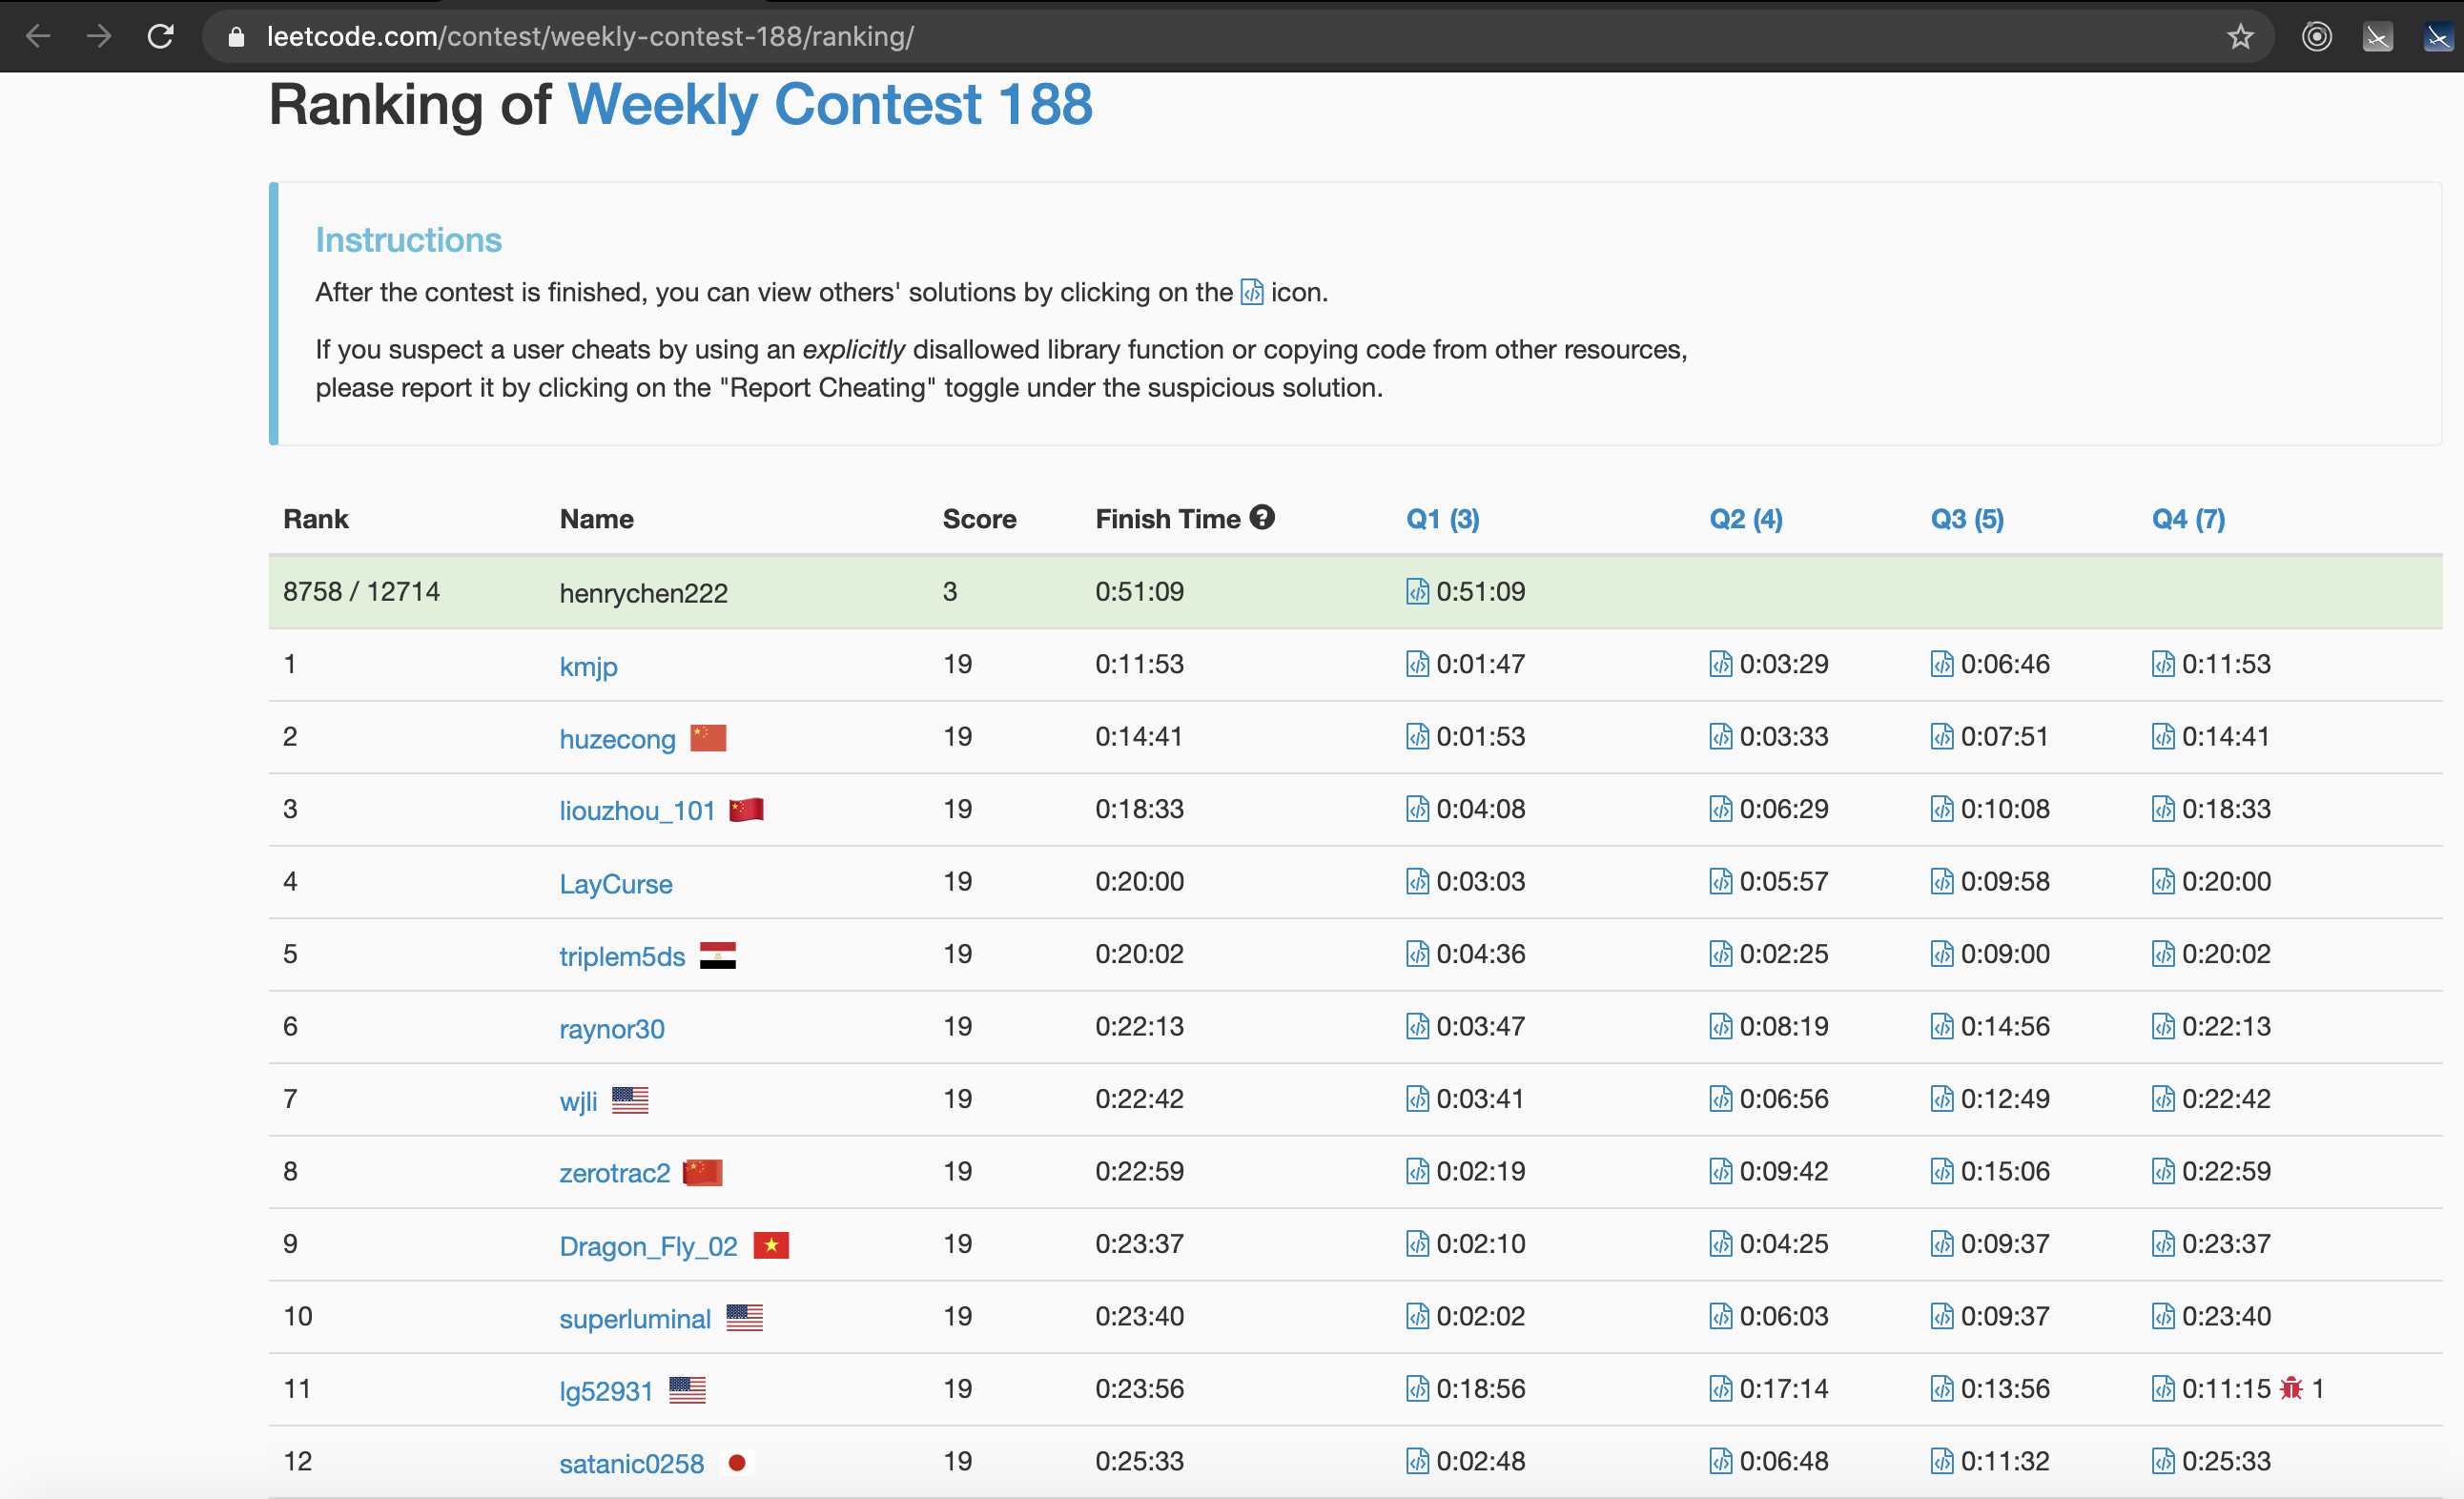 leetcode.com/contest/weekly-contest-188/ranking/
Ranking of Weekly Contest 188
Instructions
After the contest is finished, you can view others' solutions by clicking on the </> icon.
If you suspect a user cheats by using an explicitly disallowed library function or copying code from other resources,
please report it by clicking on the "Report Cheating" toggle under the suspicious solution.
Rank Name Score Finish Time ? Q1 (3) Q2 (4) Q3 (5) Q4 (7)
8758 / 12714 henrychen222 3 0:51:09 0:51:09
1 kmjp 19 0:11:53 0:01:47 0:03:29 0:06:46 0:11:53
2 huzecong 19 0:14:41 0:01:53 0:03:33 0:07:51 0:14:41
3 liouzhou_101 19 0:18:33 0:04:08 0:06:29 0:10:08 0:18:33
4 LayCurse 19 0:20:00 0:03:03 0:05:57 0:09:58 0:20:00
5 triplem5ds 19 0:20:02 0:04:36 0:02:25 0:09:00 0:20:02
6 raynor30 19 0:22:13 0:03:47 0:08:19 0:14:56 0:22:13
7 wjli 19 0:22:42 0:03:41 0:06:56 0:12:49 0:22:42
8 zerotrac2 19 0:22:59 0:02:19 0:09:42 0:15:06 0:22:59
9 Dragon_Fly_02 19 0:23:37 0:02:10 0:04:25 0:09:37 0:23:37
10 superluminal 19 0:23:40 0:02:02 0:06:03 0:09:37 0:23:40
11 lg52931 19 0:23:56 0:18:56 0:17:14 0:13:56 0:11:15 1
12 satanic0258 19 0:25:33 0:02:48 0:06:48 0:11:32 0:25:33